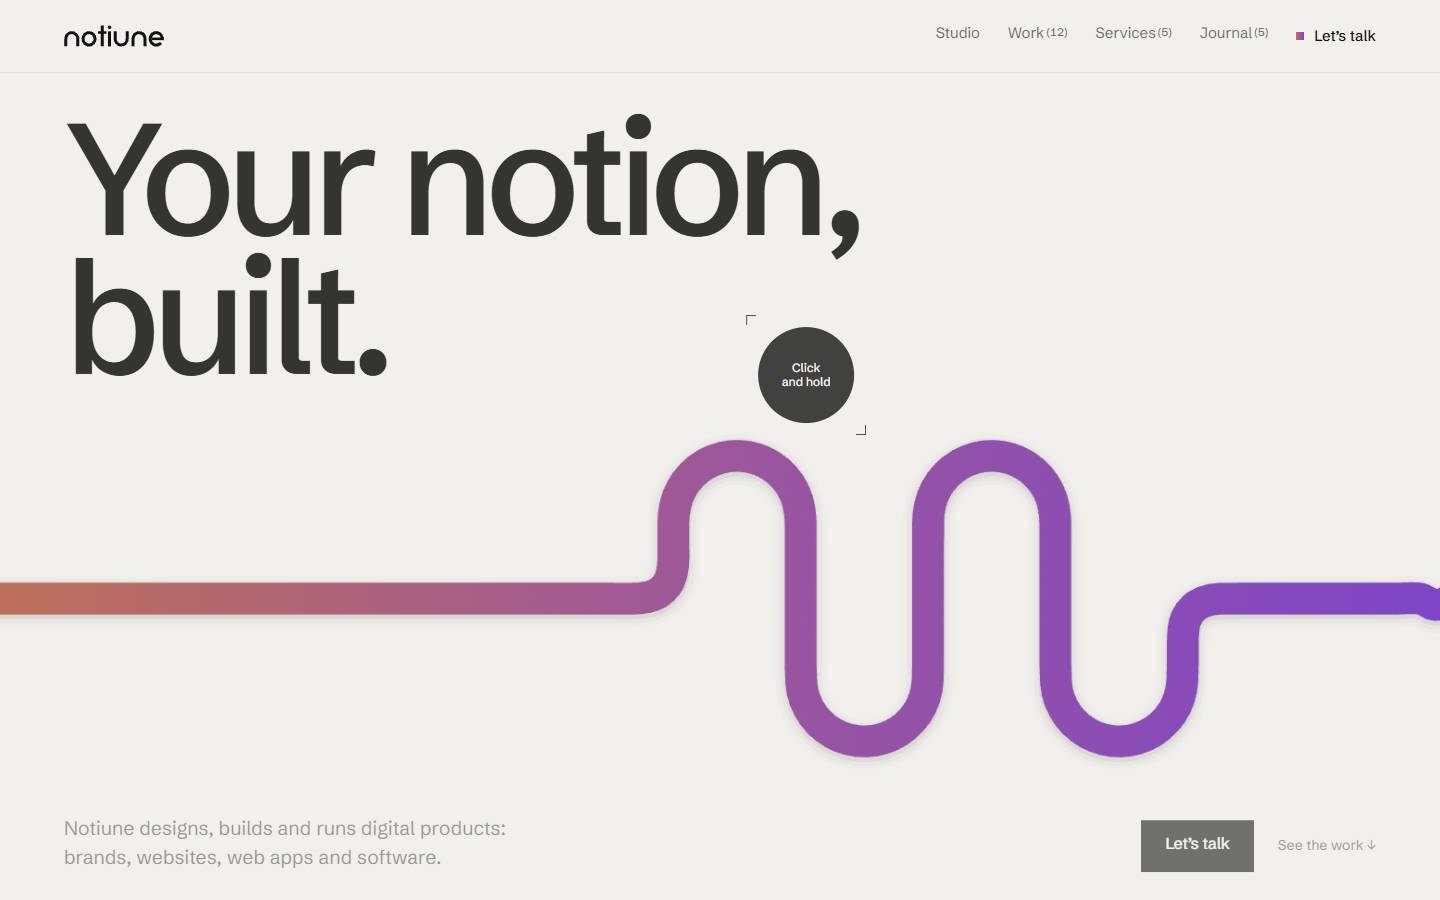 notiune
Studio
Work (12)
Services (5)
Journal (5)
Let's talk
Your notion,
built.
Click
and hold
Notiune designs, builds and runs digital products:
brands, websites, web apps and software.
Let's talk
See the work ↓